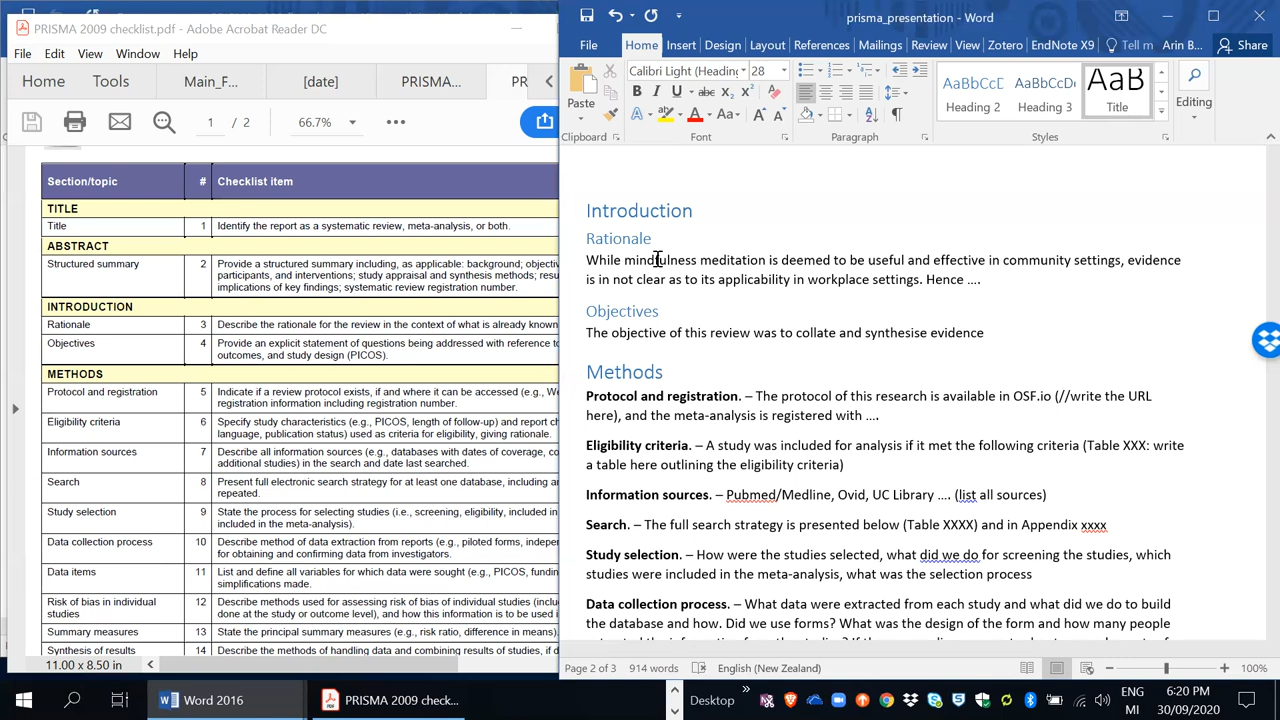 PRISMA 2009 checklist.pdf - Adobe Acrobat Reader DC
File Edit View Window Help
Home Tools Main_F... [date] PRISMA... PR
1 / 2 66.7%
Section/topic # Checklist item
TITLE
Title 1 Identify the report as a systematic review, meta-analysis, or both.
ABSTRACT
Structured summary 2 Provide a structured summary including, as applicable: background; objectiv
participants, and interventions; study appraisal and synthesis methods; resu
implications of key findings; systematic review registration number.
INTRODUCTION
Rationale 3 Describe the rationale for the review in the context of what is already known
Objectives 4 Provide an explicit statement of questions being addressed with reference to
outcomes, and study design (PICOS).
METHODS
Protocol and registration 5 Indicate if a review protocol exists, if and where it can be accessed (e.g., We
registration information including registration number.
Eligibility criteria 6 Specify study characteristics (e.g., PICOS, length of follow-up) and report ch
language, publication status) used as criteria for eligibility, giving rationale.
Information sources 7 Describe all information sources (e.g., databases with dates of coverage, co
additional studies) in the search and date last searched.
Search 8 Present full electronic search strategy for at least one database, including an
repeated.
Study selection 9 State the process for selecting studies (i.e., screening, eligibility, included in
included in the meta-analysis).
Data collection process 10 Describe method of data extraction from reports (e.g., piloted forms, indepen
for obtaining and confirming data from investigators.
Data items 11 List and define all variables for which data were sought (e.g., PICOS, fundin
simplifications made.
Risk of bias in individual 12 Describe methods used for assessing risk of bias of individual studies (inclu
studies done at the study or outcome level), and how this information is to be used i
Summary measures 13 State the principal summary measures (e.g., risk ratio, difference in means).
Synthesis of results 14 Describe the methods of handling data and combining results of studies, if d
11.00 x 8.50 in
prisma_presentation - Word
File Home Insert Design Layout References Mailings Review View Zotero EndNote X9 Tell m Arin B... Share
Paste Calibri Light (Heading 28
B I U abc X₂ X² Aa
AaBbCcD AaBbCcDc AaB
Heading 2 Heading 3 Title Editing
Clipboard Font Paragraph Styles
Introduction
Rationale
While mindfulness meditation is deemed to be useful and effective in community settings, evidence
is in not clear as to its applicability in workplace settings. Hence ....
Objectives
The objective of this review was to collate and synthesise evidence
Methods
Protocol and registration. – The protocol of this research is available in OSF.io (//write the URL
here), and the meta-analysis is registered with ....
Eligibility criteria. – A study was included for analysis if it met the following criteria (Table XXX: write
a table here outlining the eligibility criteria)
Information sources. – Pubmed/Medline, Ovid, UC Library .... (list all sources)
Search. – The full search strategy is presented below (Table XXXX) and in Appendix xxxx
Study selection. – How were the studies selected, what did we do for screening the studies, which
studies were included in the meta-analysis, what was the selection process
Data collection process. – What data were extracted from each study and what did we do to build
the database and how. Did we use forms? What was the design of the form and how many people
Page 2 of 3 914 words English (New Zealand) 100%
Word 2016 PRISMA 2009 check... Desktop
ENG 6:20 PM
MI 30/09/2020